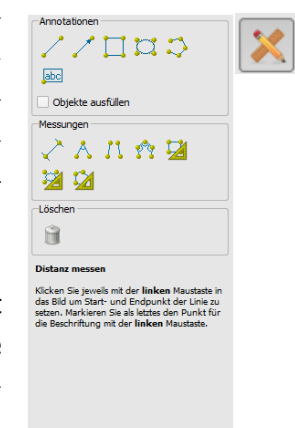 Annotationen
abc
Objekte ausfüllen
Messungen
Löschen
Distanz messen
Klicken Sie jeweils mit der linken Maustaste in
das Bild um Start- und Endpunkt der Linie zu
setzen. Markieren Sie als letztes den Punkt für
die Beschriftung mit der linken Maustaste.